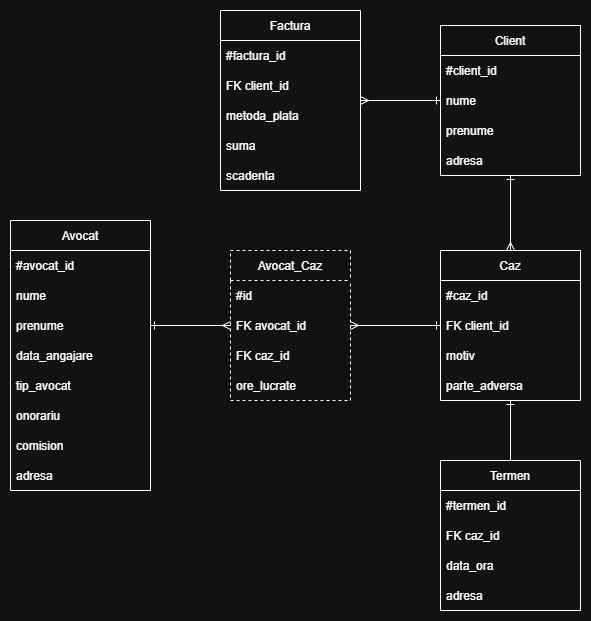 Factura
#factura_id
FK client_id
metoda_plata
suma
scadenta
Client
#client_id
nume
prenume
adresa
Avocat
#avocat_id
nume
prenume
data_angajare
tip_avocat
onorariu
comision
adresa
Avocat_Caz
#id
FK avocat_id
FK caz_id
ore_lucrate
Caz
#caz_id
FK client_id
motiv
parte_adversa
Termen
#termen_id
FK caz_id
data_ora
adresa